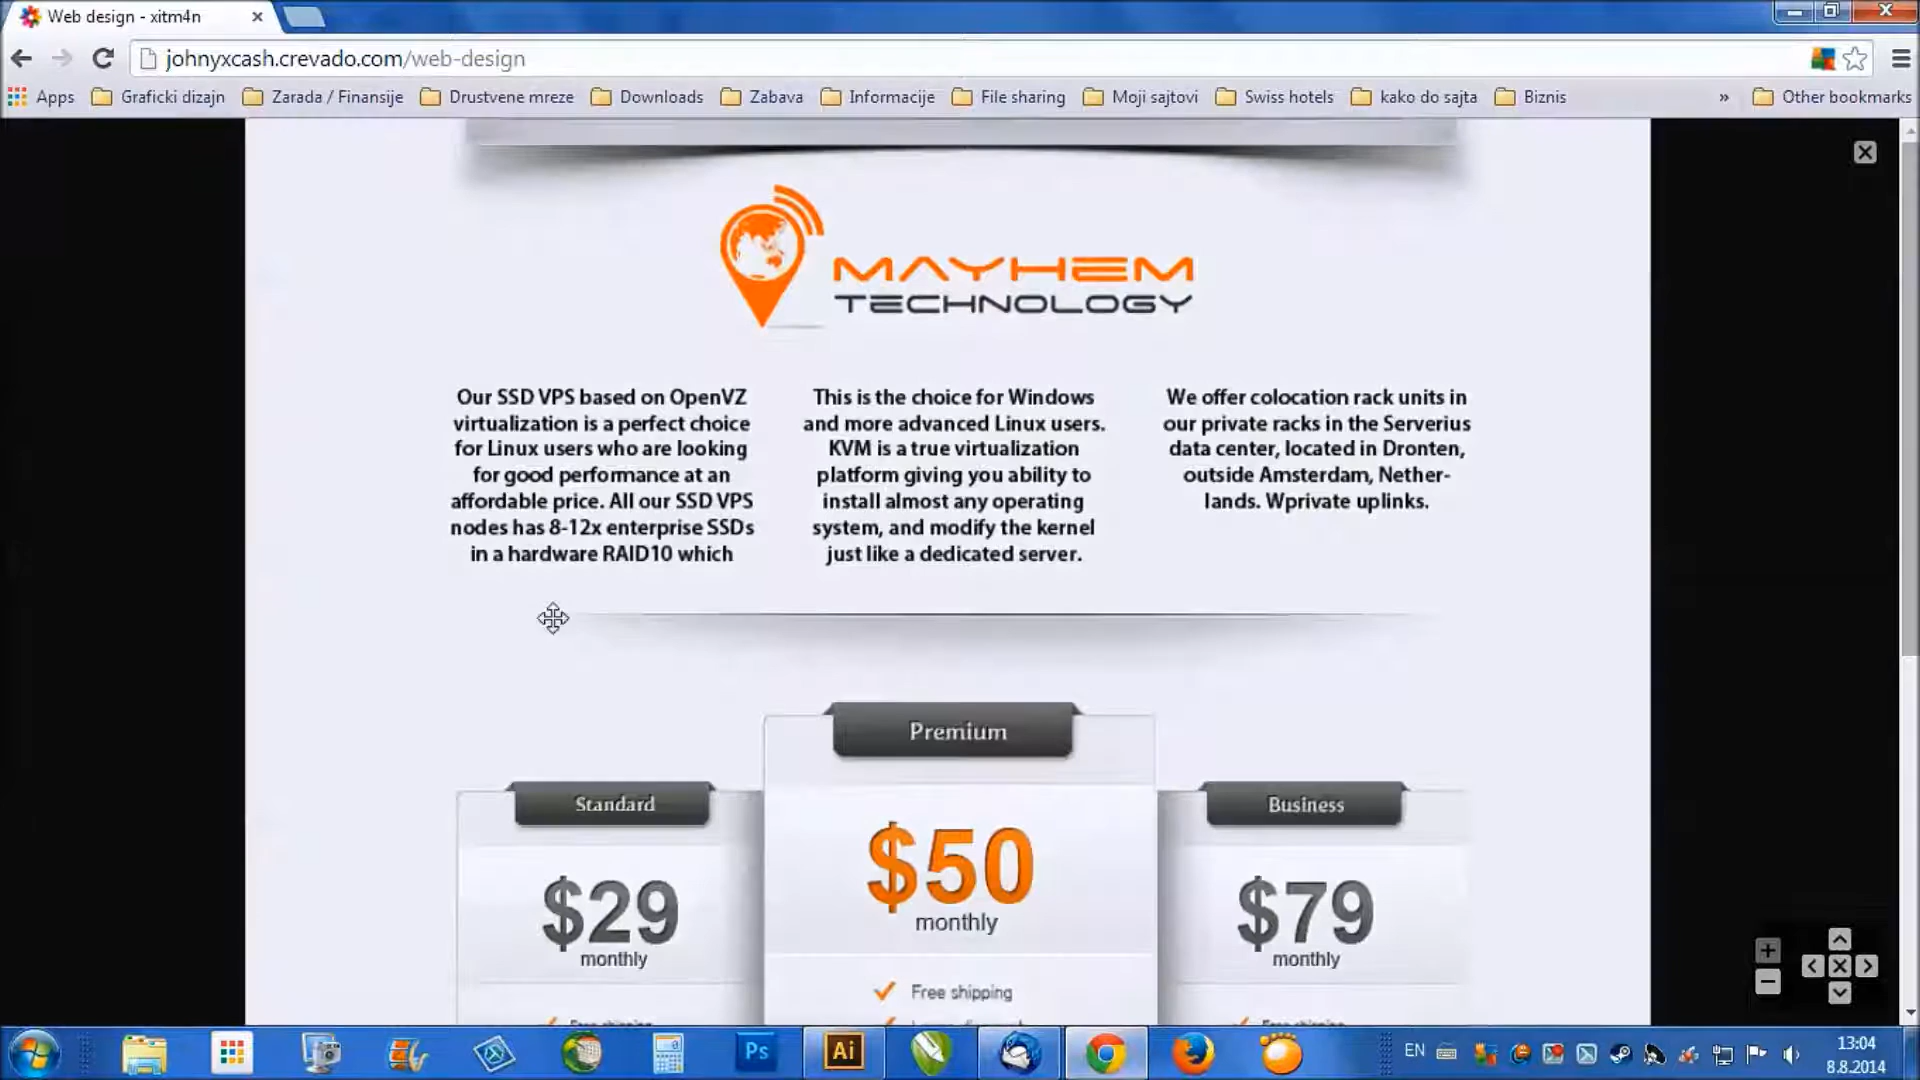 Web design - xitm4n
johnyxcash.crevado.com/web-design
Apps Graficki dizajn Zarada / Finansije Drustvene mreze Downloads Zabava Informacije File sharing Moji sajtovi Swiss hotels kako do sajta Biznis » Other bookmarks
MAYHEM
TECHNOLOGY
Our SSD VPS based on OpenVZ
virtualization is a perfect choice
for Linux users who are looking
for good performance at an
affordable price. All our SSD VPS
nodes has 8-12x enterprise SSDs
in a hardware RAID10 which
This is the choice for Windows
and more advanced Linux users.
KVM is a true virtualization
platform giving you ability to
install almost any operating
system, and modify the kernel
just like a dedicated server.
We offer colocation rack units in
our private racks in the Serverius
data center, located in Dronten,
outside Amsterdam, Nether-
lands. Wprivate uplinks.
Standard
$29
monthly
Free shipping
Premium
$50
monthly
Free shipping
Business
$79
monthly
Free shipping
Ps Ai EN
13:04
8.8.2014